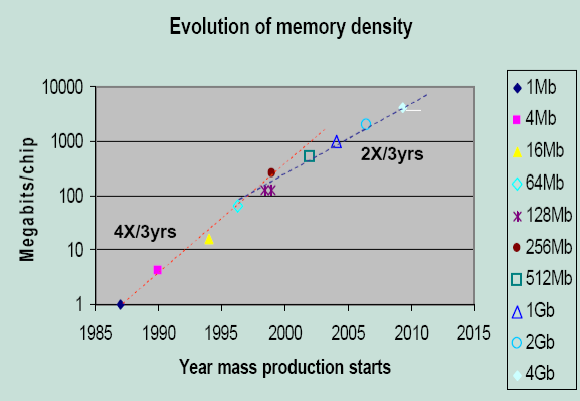 Evolution of memory density
Megabits/chip
10000
1000
100
10
1
4X/3yrs
2X/3yrs
1985
1990
1995
2000
2005
2010
2015
Year mass production starts
1Mb
4Mb
16Mb
64Mb
128Mb
256Mb
512Mb
1Gb
2Gb
4Gb